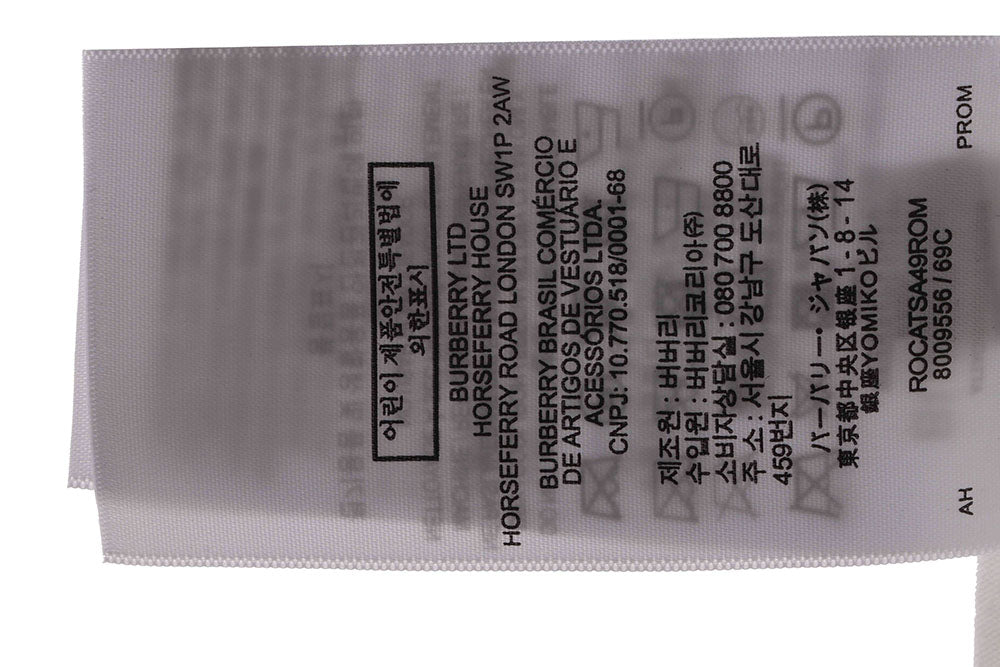 어린이 제품안전특별법에
의한표시
BURBERRY LTD
HORSEFERRY HOUSE
HORSEFERRY ROAD LONDON SW1P 2AW
BURBERRY BRASIL COMÉRCIO
DE ARTIGOS DE VESTUÁRIO E
ACESSÓRIOS LTDA.
CNPJ: 10.770.518/0001-68
제조원 : 버버리
수입원 : 버버리코리아(주)
소비자상담실 : 080 700 8800
주 소 : 서울시 강남구 도산대로
459번지
バーバリー・ジャパン(株)
東京都中央区銀座 1 - 8 - 14
銀座YOMIKOビル
ROCATSA49ROM
8009556 / 69C
AH PROM